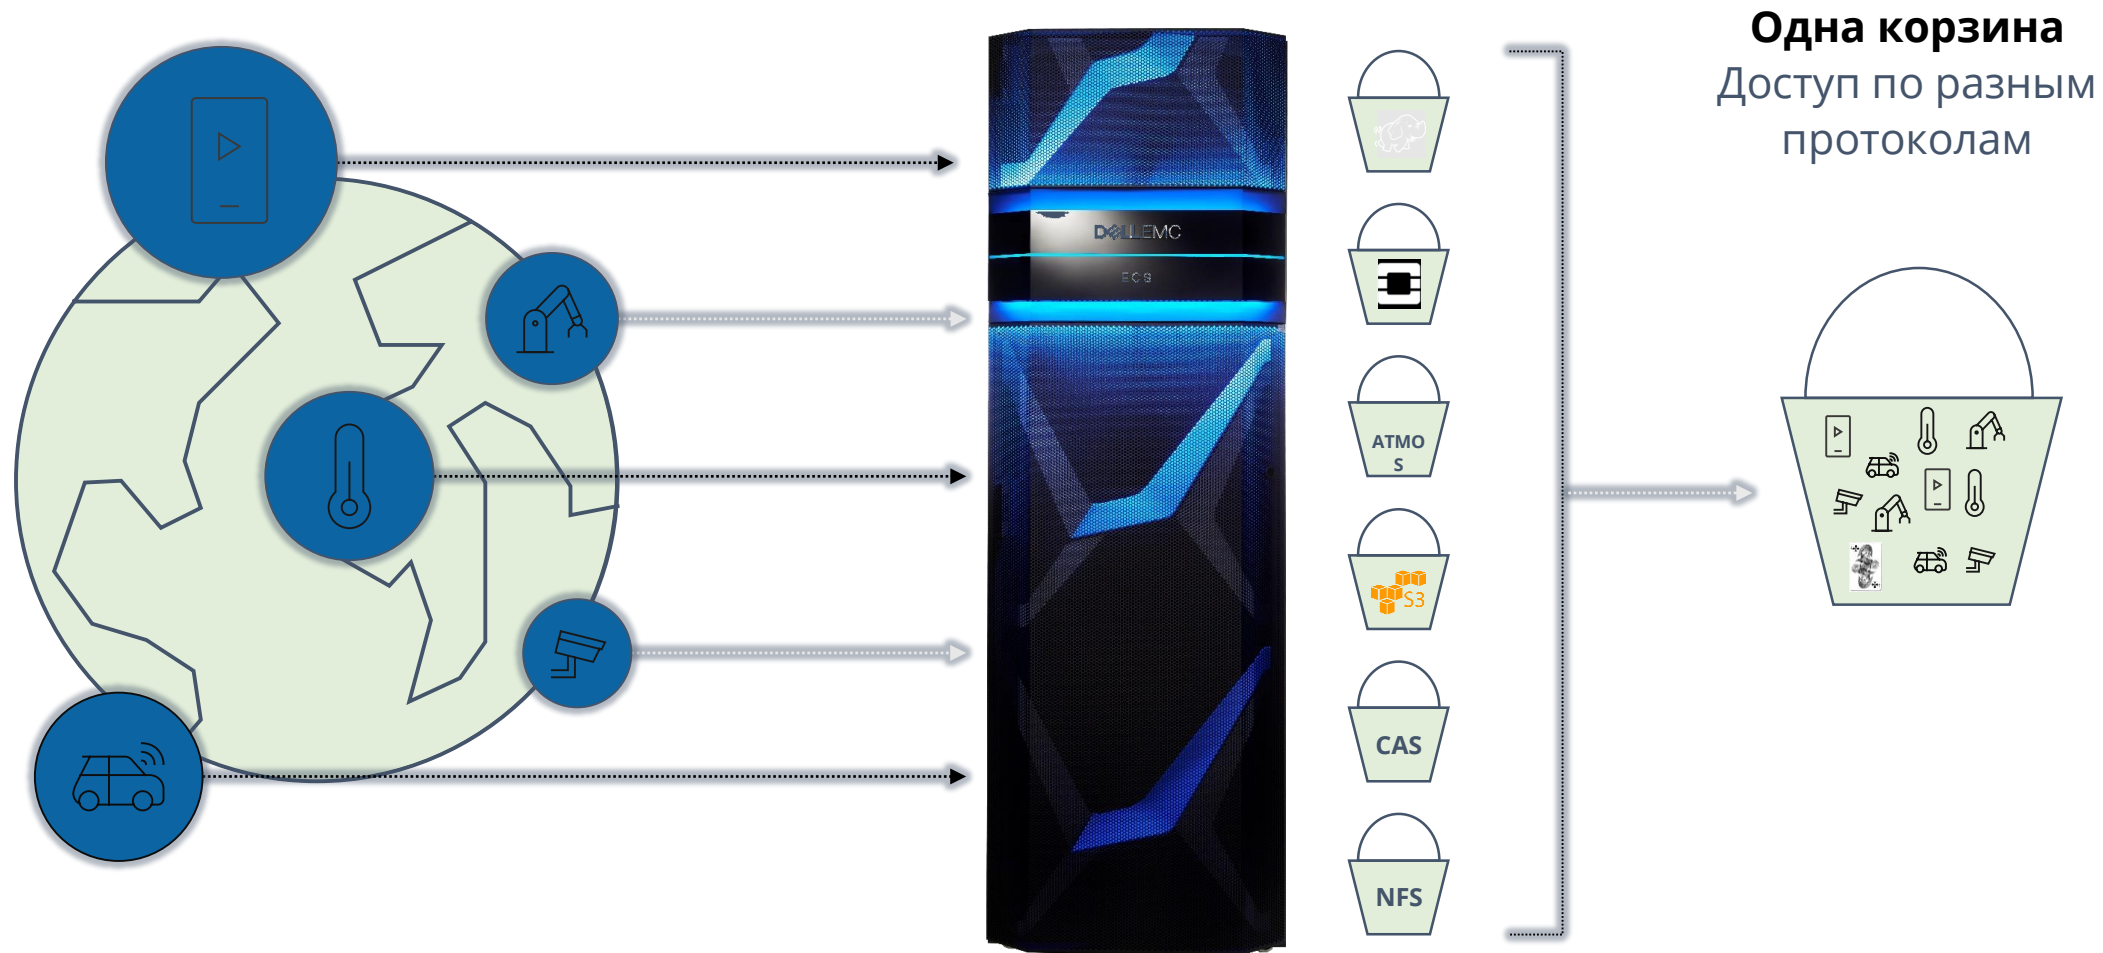 Одна корзина
Доступ по разным
протоколам
DELLEMC
ECS
ATMO
S
S3
CAS
NFS